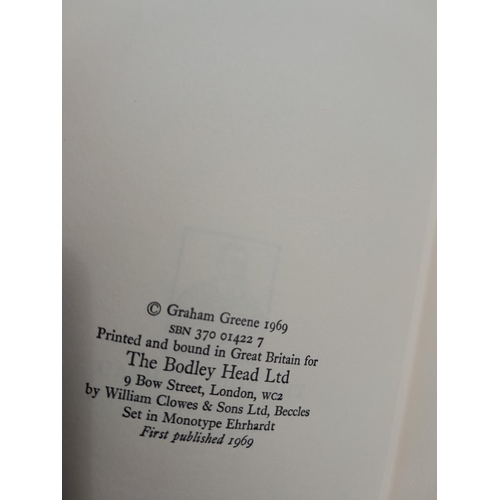 © Graham Greene 1969
SBN 370 01422 7
Printed and bound in Great Britain for
The Bodley Head Ltd
9 Bow Street, London, WC2
by William Clowes & Sons Ltd, Beccles
Set in Monotype Ehrhardt
First published 1969